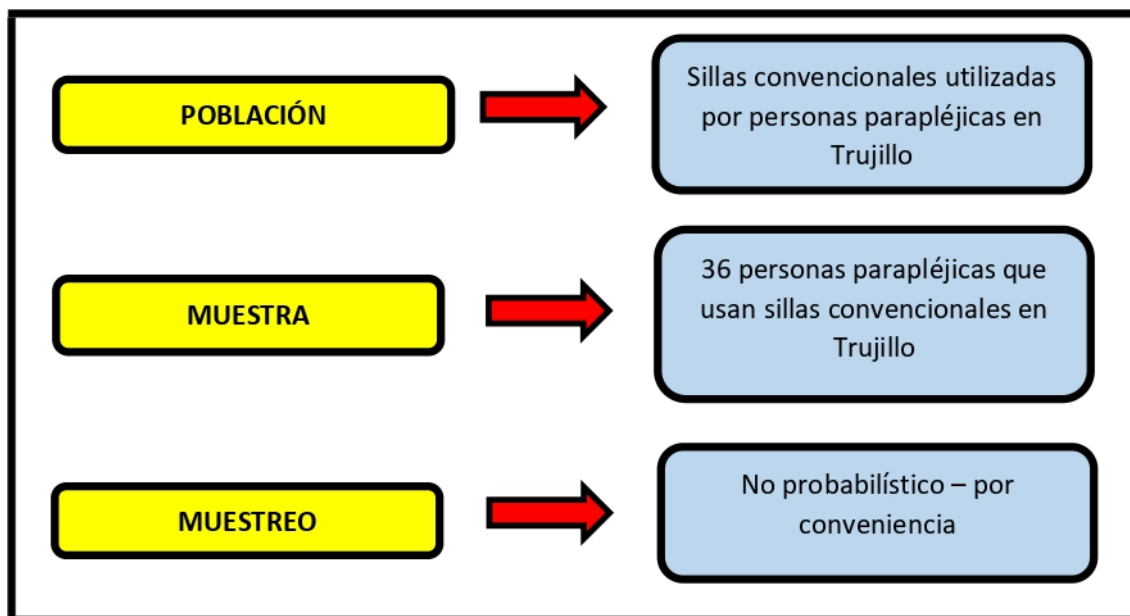 POBLACIÓN
Sillas convencionales utilizadas
por personas parapléjicas en
Trujillo
MUESTRA
36 personas parapléjicas que
usan sillas convencionales en
Trujillo
MUESTREO
No probabilístico – por
conveniencia